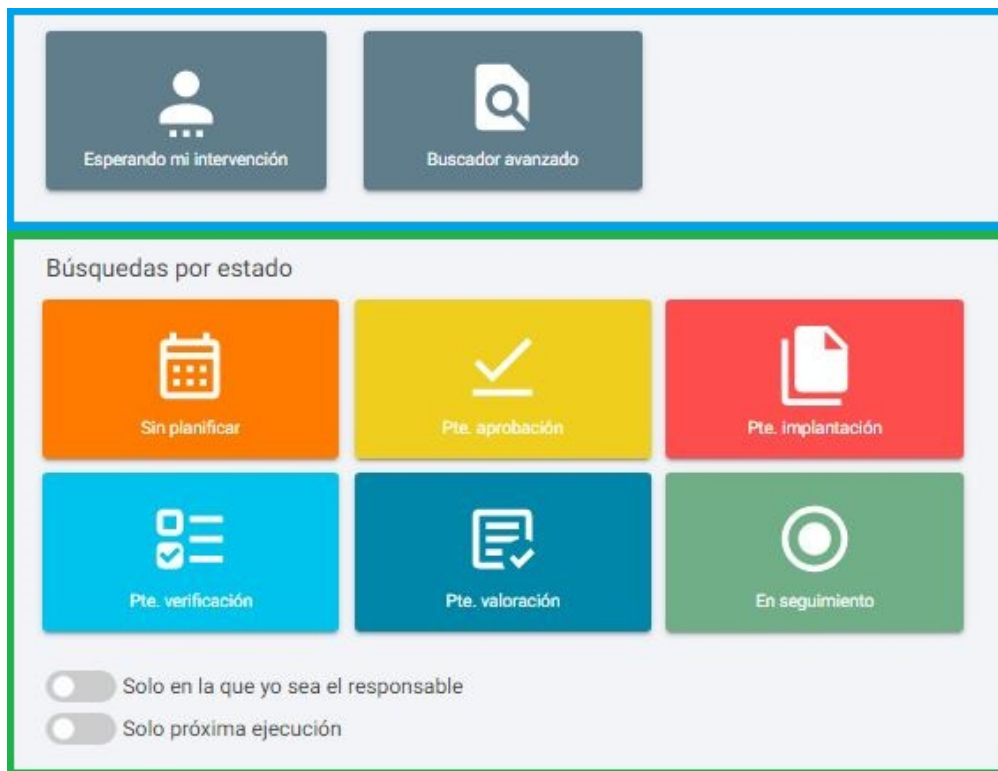 Esperando mi intervención
Buscador avanzado
Búsquedas por estado
Sin planificar
Pte. aprobación
Pte. implantación
Pte. verificación
Pte. valoración
En seguimiento
Solo en la que yo sea el responsable
Solo próxima ejecución